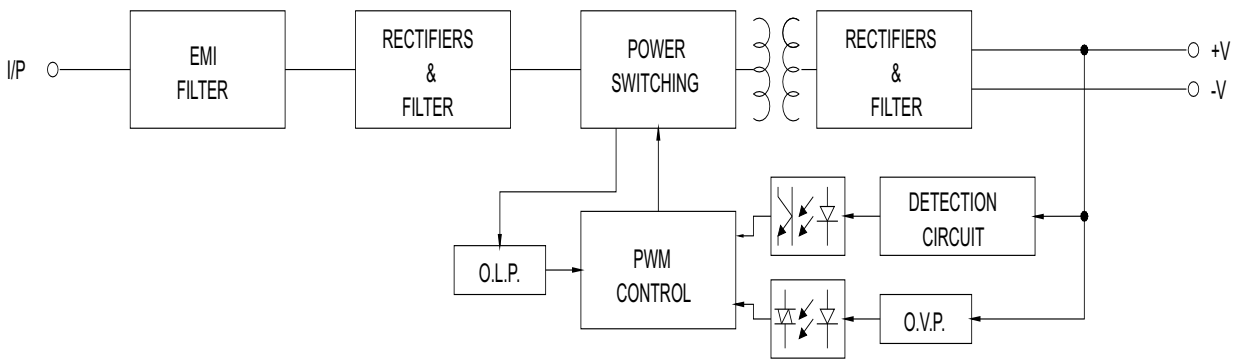 I/P
EMI
FILTER
RECTIFIERS
&
FILTER
POWER
SWITCHING
RECTIFIERS
&
FILTER
+V
-V
O.L.P.
PWM
CONTROL
DETECTION
CIRCUIT
O.V.P.